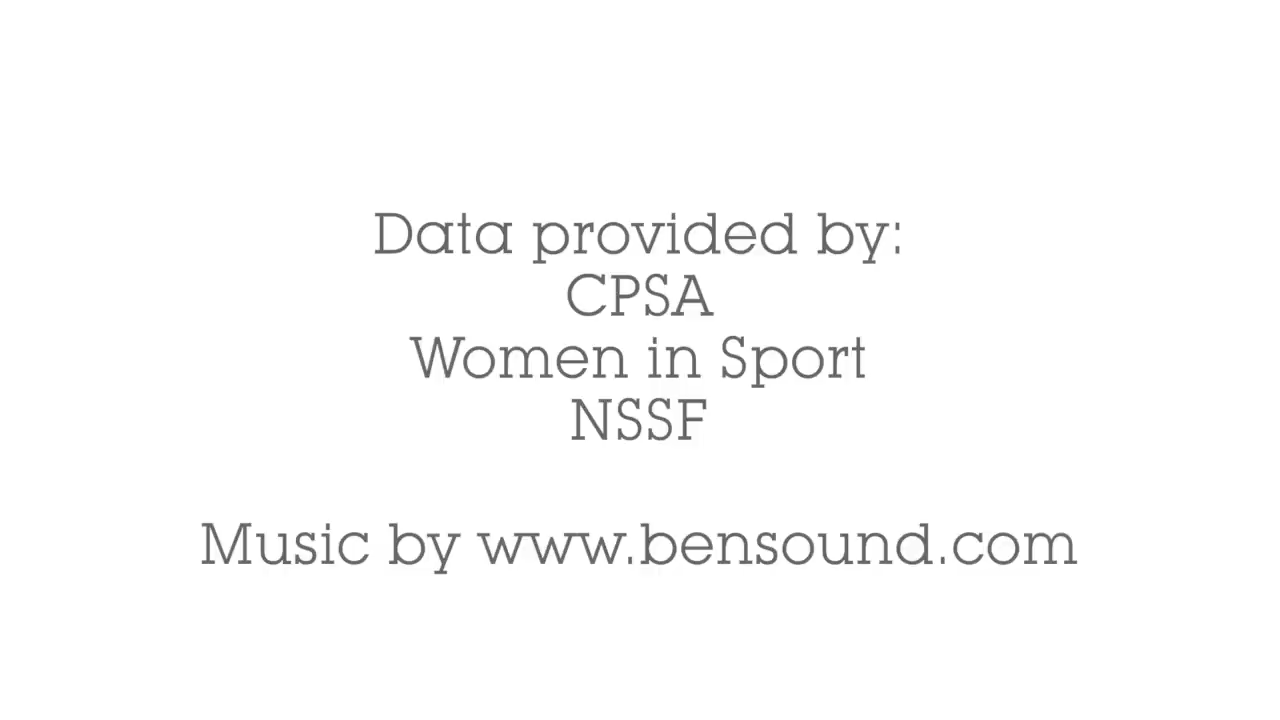 Data provided by:
CPSA
Women in Sport
NSSF
Music by www.bensound.com